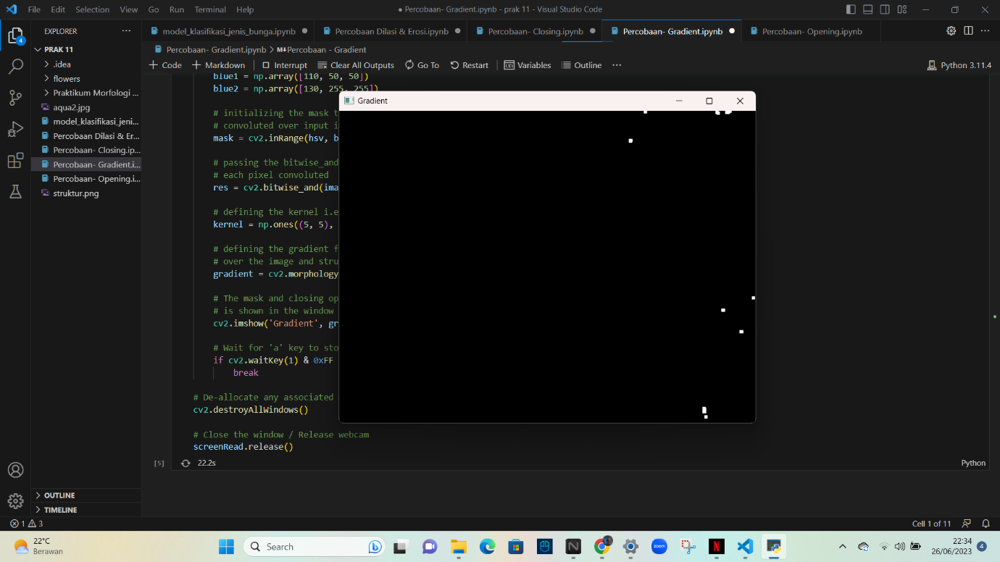 File Edit Selection View Go Run Terminal Help
● Percobaan- Gradient.ipynb - prak 11 - Visual Studio Code
4
EXPLORER
model_klasifikasi_jenis_bunga.ipynb
Percobaan Dilasi & Erosi.ipynb
Percobaan- Closing.ipynb
Percobaan- Gradient.ipynb
Percobaan- Opening.ipynb
PRAK 11
.idea
flowers
Praktikum Morfologi ...
aqua2.jpg
model_klasifikasi_jeni...
Percobaan Dilasi & Er...
Percobaan- Closing.ip...
Percobaan- Gradient.i...
Percobaan- Opening.i...
struktur.png
Percobaan- Gradient.ipynb > M↓Percobaan - Gradient
+ Code + Markdown Interrupt Clear All Outputs Go To Restart Variables Outline ... Python 3.11.4
blue1 = np.array([110, 50, 50])
blue2 = np.array([130, 255, 255])
# initializing the mask t
# convoluted over input i
mask = cv2.inRange(hsv, b
# passing the bitwise_and
# each pixel convoluted
res = cv2.bitwise_and(ima
# defining the kernel i.e
kernel = np.ones((5, 5),
# defining the gradient f
# over the image and stru
gradient = cv2.morphology
# The mask and closing op
# is shown in the window
cv2.imshow('Gradient', gr
# Wait for 'a' key to sto
if cv2.waitKey(1) & 0xFF
break
# De-allocate any associated
cv2.destroyAllWindows()
# Close the window / Release webcam
screenRead.release()
[5] 22.2s Python
Gradient
OUTLINE
TIMELINE
1 3
Cell 1 of 11
22°C
Berawan
Search
zoom
22:34
26/06/2023
4